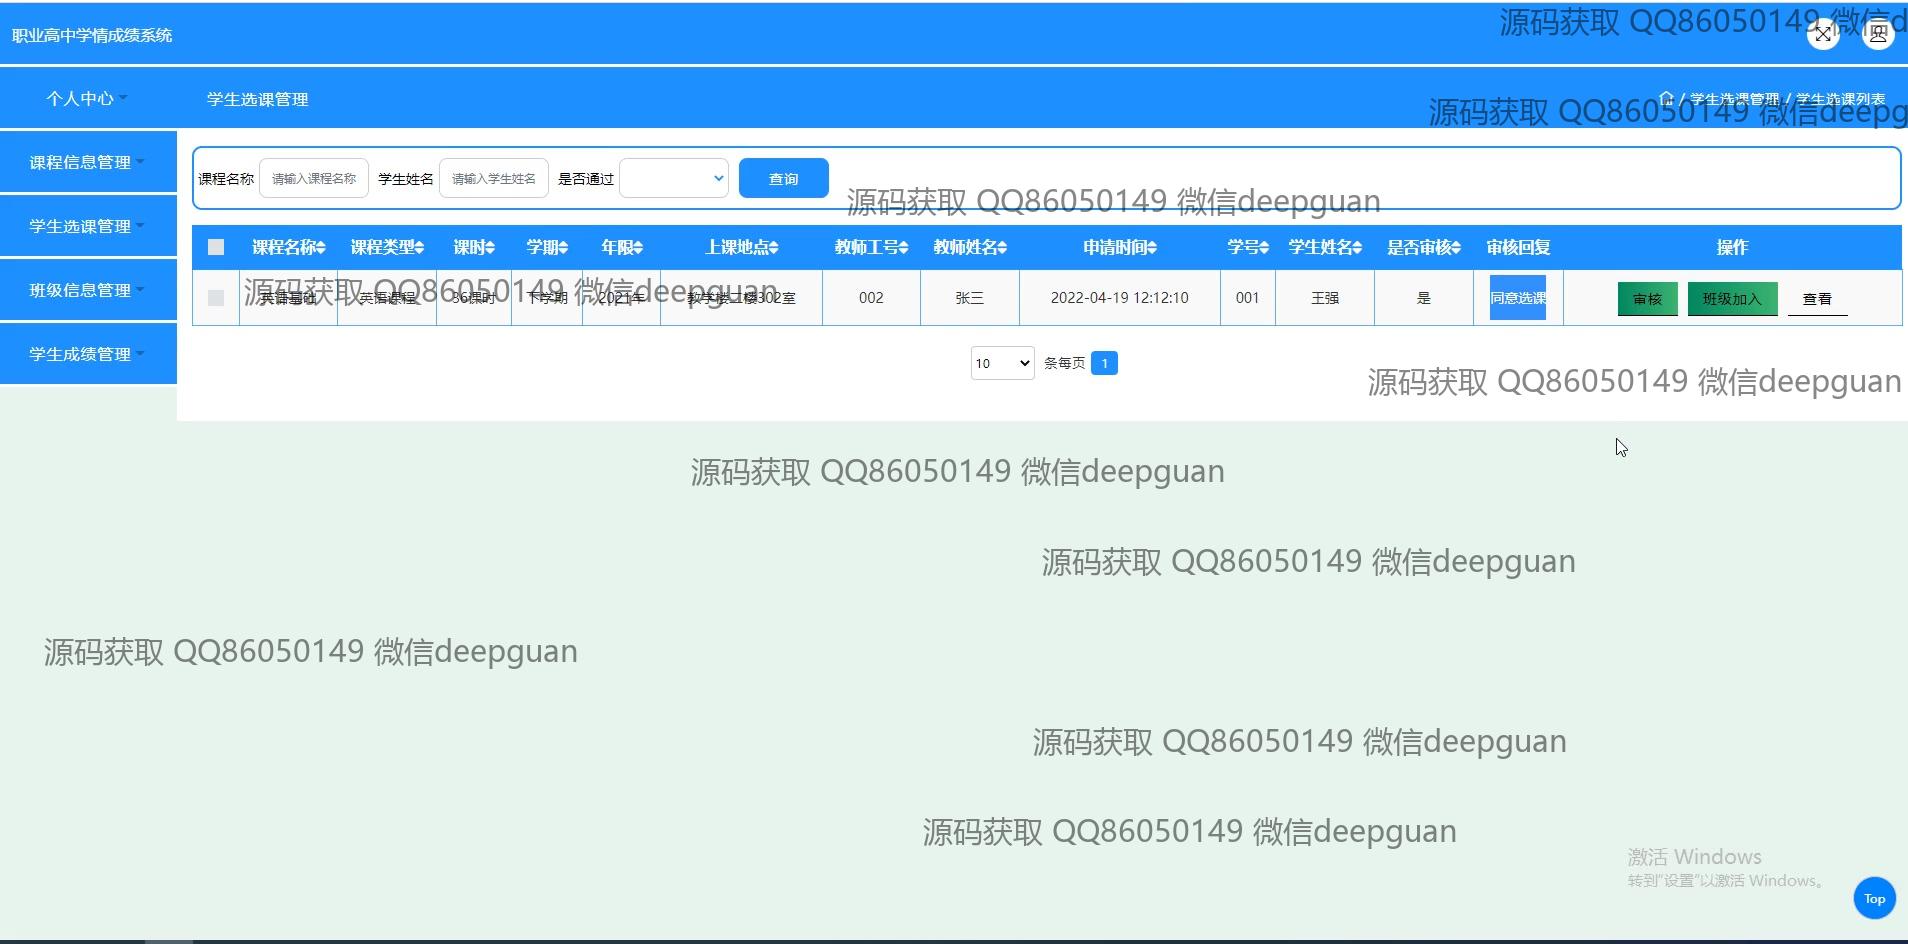 职业高中学情成绩系统
源码获取 QQ86050149 微信d
个人中心
学生选课管理
/ 学生选课管理 / 学生选课列表
源码获取 QQ86050149 微信deepg
课程信息管理
学生选课管理
班级信息管理
学生成绩管理
课程名称 请输入课程名称 学生姓名 请输入学生姓名 是否通过 查询
源码获取 QQ86050149 微信deepguan
课程名称 课程类型 课时 学期 年限 上课地点 教师工号 教师姓名 申请时间 学号 学生姓名 是否审核 审核回复 操作
英语基础 英语课程 36课时 下学期 2021年 教学楼二楼302室 002 张三 2022-04-19 12:12:10 001 王强 是 同意选课 审核 班级加入 查看
源码获取 QQ86050149 微信deepguan
10 条每页 1
源码获取 QQ86050149 微信deepguan
源码获取 QQ86050149 微信deepguan
源码获取 QQ86050149 微信deepguan
源码获取 QQ86050149 微信deepguan
源码获取 QQ86050149 微信deepguan
源码获取 QQ86050149 微信deepguan
激活 Windows
转到"设置"以激活 Windows。
Top